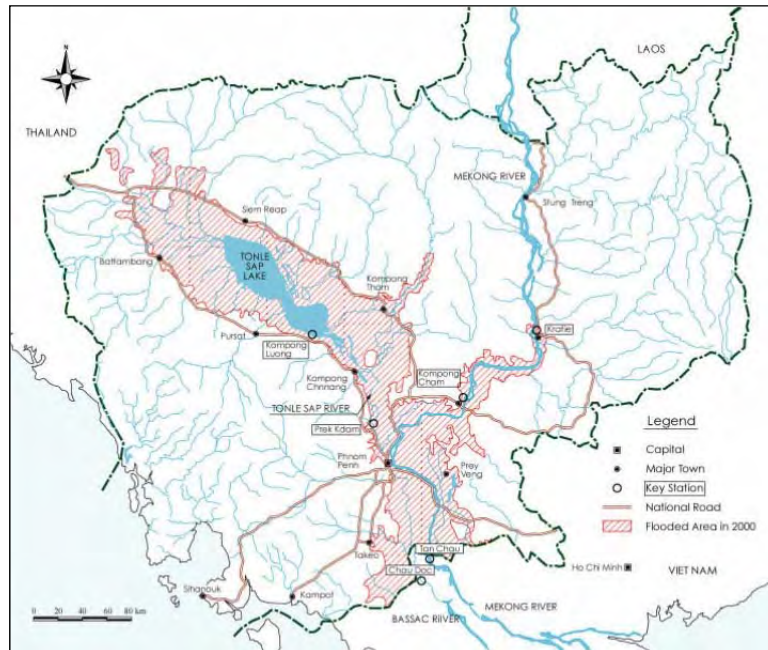 N
LAOS
THAILAND
MEKONG RIVER
Stung Treng
Siem Reap
Battambang
TONLE
SAP
LAKE
Kompong
Thom
Kratie
Pursat
Kompong
Luong
Kompong
Chnnang
Kompong
Cham
TONLE SAP RIVER
Prek Kdam
Phnom
Penh
Prey
Veng
Legend
Capital
Major Town
Key Station
National Road
Flooded Area in 2000
Takeo
Tan Chau
Chau Doc
Ho Chi Minh
VIET NAM
Sihanouk
Kampot
MEKONG RIVER
BASSAC RIIVER
0 20 40 60 80 km